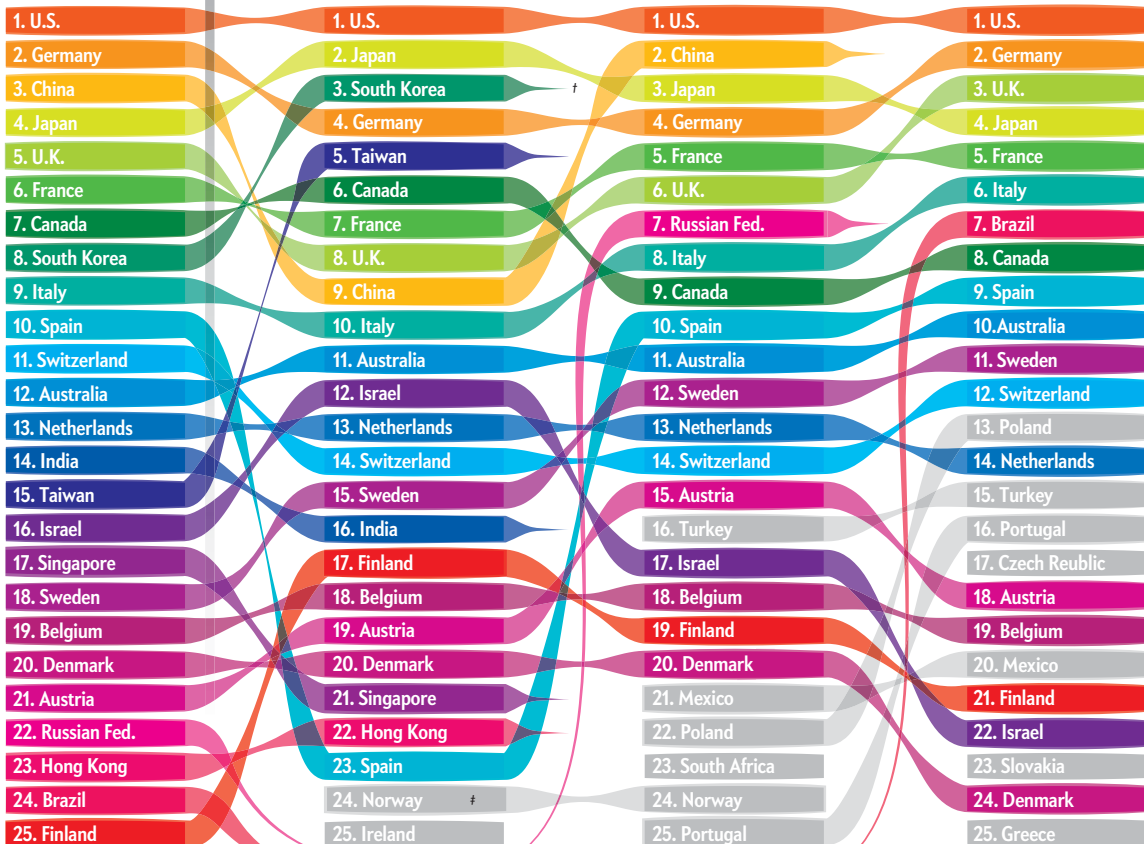 1. U.S.
2. Germany
3. China
4. Japan
5. U.K.
6. France
7. Canada
8. South Korea
9. Italy
10. Spain
11. Switzerland
12. Australia
13. Netherlands
14. India
15. Taiwan
16. Israel
17. Singapore
18. Sweden
19. Belgium
20. Denmark
21. Austria
22. Russian Fed.
23. Hong Kong
24. Brazil
25. Finland
1. U.S.
2. Japan
3. South Korea †
4. Germany
5. Taiwan
6. Canada
7. France
8. U.K.
9. China
10. Italy
11. Australia
12. Israel
13. Netherlands
14. Switzerland
15. Sweden
16. India
17. Finland
18. Belgium
19. Austria
20. Denmark
21. Singapore
22. Hong Kong
23. Spain
24. Norway ‡
25. Ireland
1. U.S.
2. China
3. Japan
4. Germany
5. France
6. U.K.
7. Russian Fed.
8. Italy
9. Canada
10. Spain
11. Australia
12. Sweden
13. Netherlands
14. Switzerland
15. Austria
16. Turkey
17. Israel
18. Belgium
19. Finland
20. Denmark
21. Mexico
22. Poland
23. South Africa
24. Norway
25. Portugal
1. U.S.
2. Germany
3. U.K.
4. Japan
5. France
6. Italy
7. Brazil
8. Canada
9. Spain
10.Australia
11. Sweden
12. Switzerland
13. Poland
14. Netherlands
15. Turkey
16. Portugal
17. Czech Reublic
18. Austria
19. Belgium
20. Mexico
21. Finland
22. Israel
23. Slovakia
24. Denmark
25. Greece